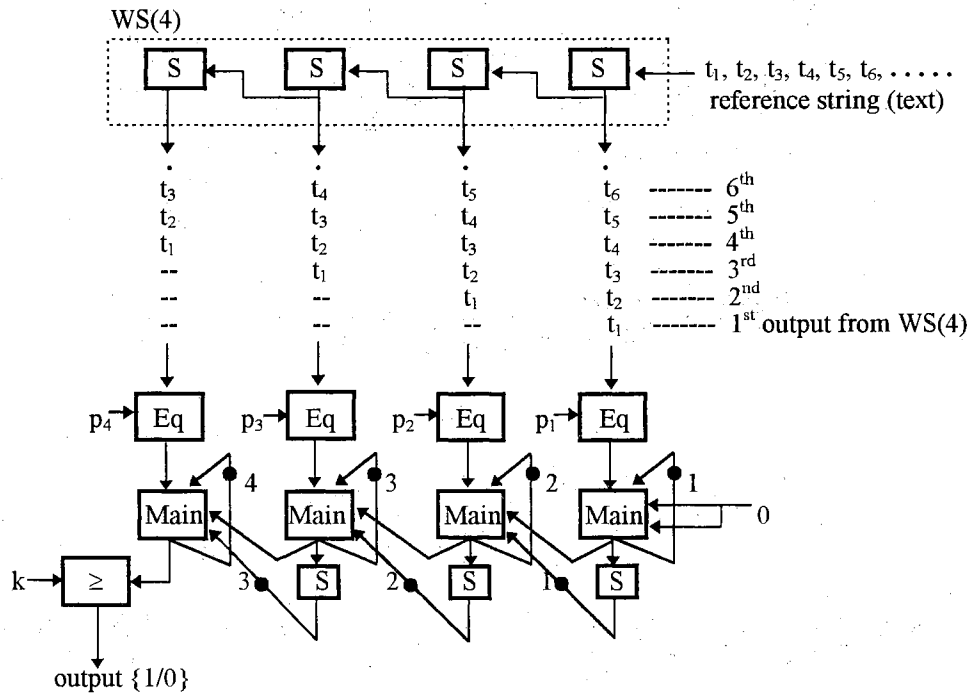 WS(4)
S S S S
t₁, t₂, t₃, t₄, t₅, t₆, . . . . .
reference string (text)
t₃ t₄ t₅ t₆ ------- 6ᵗʰ
t₂ t₃ t₄ t₅ ------- 5ᵗʰ
t₁ t₂ t₃ t₄ ------- 4ᵗʰ
-- t₁ t₂ t₃ ------- 3ʳᵈ
-- -- t₁ t₂ ------- 2ⁿᵈ
-- -- -- t₁ ------- 1ˢᵗ output from WS(4)
p₄ Eq p₃ Eq p₂ Eq p₁ Eq
4 3 2 1
Main Main Main Main 0
k ≥ 3 S 2 S 1 S
output {1/0}